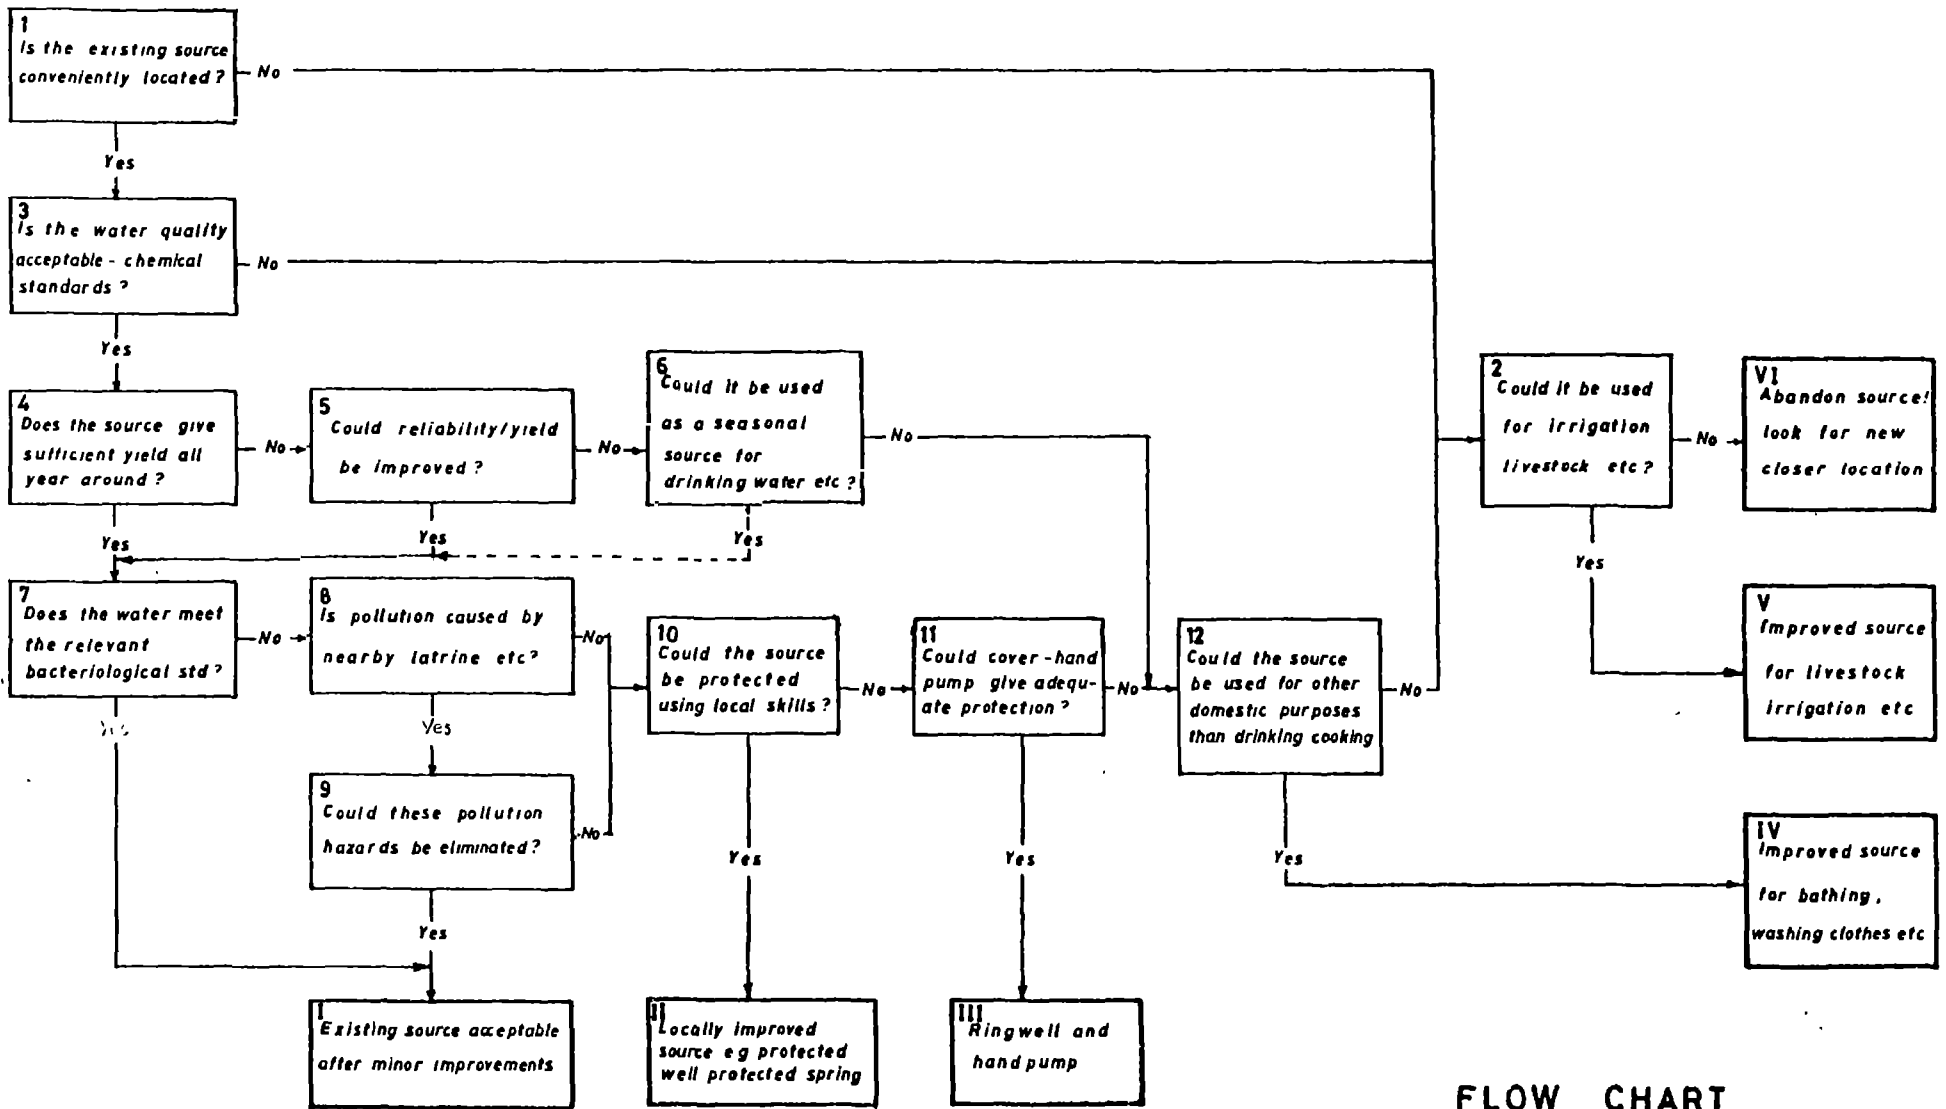 1
Is the existing source
conveniently located?
No
Yes
3
Is the water quality
acceptable - chemical
standards?
No
Yes
4
Does the source give
sufficient yield all
year around?
No
Yes
5
Could reliability/yield
be improved?
No
Yes
6
Could it be used
as a seasonal
source for
drinking water etc?
No
Yes
2
Could it be used
for irrigation
livestock etc?
No
Yes
VI
Abandon source!
look for new
closer location
7
Does the water meet
the relevant
bacteriological std?
No
Yes
8
Is pollution caused by
nearby latrine etc?
No
Yes
9
Could these pollution
hazards be eliminated?
No
Yes
10
Could the source
be protected
using local skills?
No
Yes
11
Could cover-hand
pump give adequ-
ate protection?
No
Yes
12
Could the source
be used for other
domestic purposes
than drinking cooking
No
Yes
V
Improved source
for livestock
irrigation etc
IV
Improved source
for bathing,
washing clothes etc
I
Existing source acceptable
after minor improvements
II
Locally improved
source eg protected
well protected spring
III
Ringwell and
hand pump
FLOW CHART